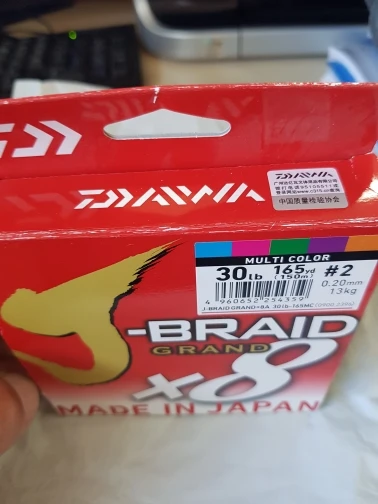 DAIWA
中国质量检验协会
MULTI COLOR
30Lb 165yd (150m) #2
0.20mm
13kg
4 960652 254359
J-BRAID GRAND×8A 30lb-165MC
J-BRAID
GRAND
×8
MADE IN JAPAN